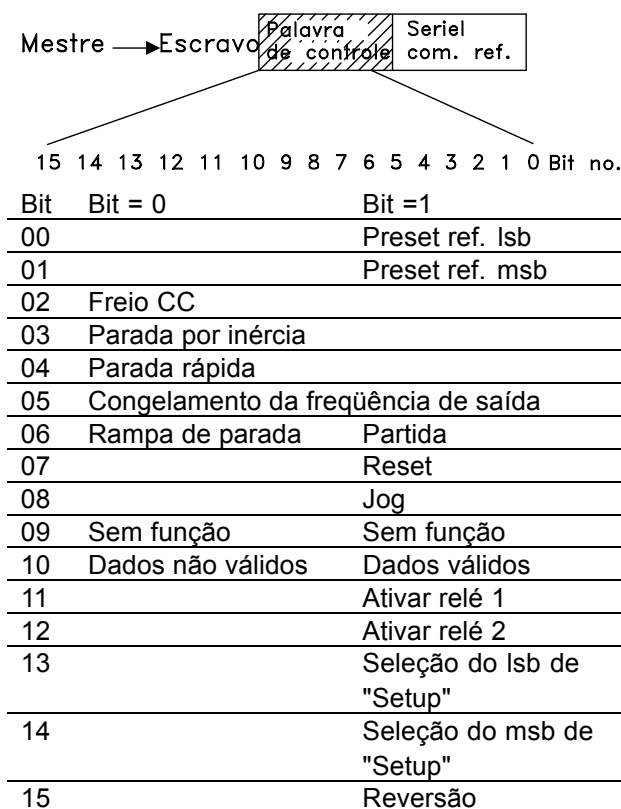 Mestre Escravo Palavra de controle Seriel com. ref.
15 14 13 12 11 10 9 8 7 6 5 4 3 2 1 0 Bit no.
Bit Bit = 0 Bit =1
00 Preset ref. lsb
01 Preset ref. msb
02 Freio CC
03 Parada por inércia
04 Parada rápida
05 Congelamento da freqüência de saída
06 Rampa de parada Partida
07 Reset
08 Jog
09 Sem função Sem função
10 Dados não válidos Dados válidos
11 Ativar relé 1
12 Ativar relé 2
13 Seleção do lsb de
"Setup"
14 Seleção do msb de
"Setup"
15 Reversão